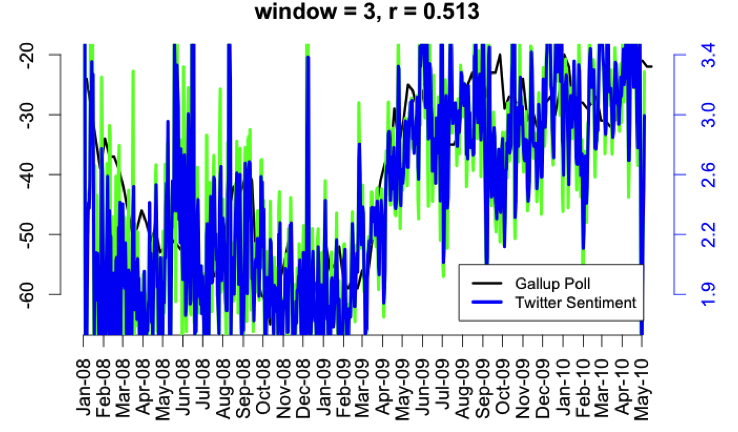 window = 3, r = 0.513
-20
-30
-40
-50
-60
3.4
3.0
2.6
2.2
1.9
Gallup Poll
Twitter Sentiment
Jan-08
Feb-08
Mar-08
Apr-08
May-08
Jun-08
Jul-08
Aug-08
Sep-08
Oct-08
Nov-08
Dec-08
Jan-09
Feb-09
Mar-09
Apr-09
May-09
Jun-09
Jul-09
Aug-09
Sep-09
Oct-09
Nov-09
Dec-09
Jan-10
Feb-10
Mar-10
Apr-10
May-10